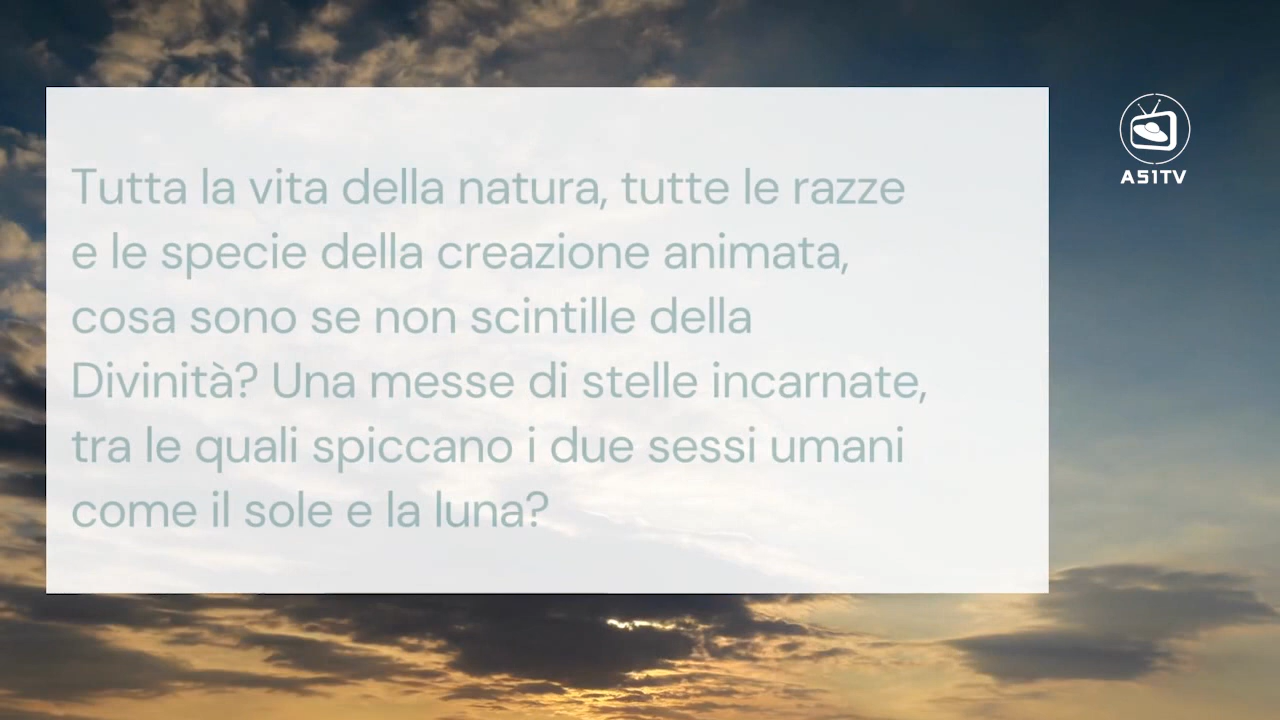 Tutta la vita della natura, tutte le razze
e le specie della creazione animata,
cosa sono se non scintille della
Divinità? Una messe di stelle incarnate,
tra le quali spiccano i due sessi umani
come il sole e la luna?
A51TV